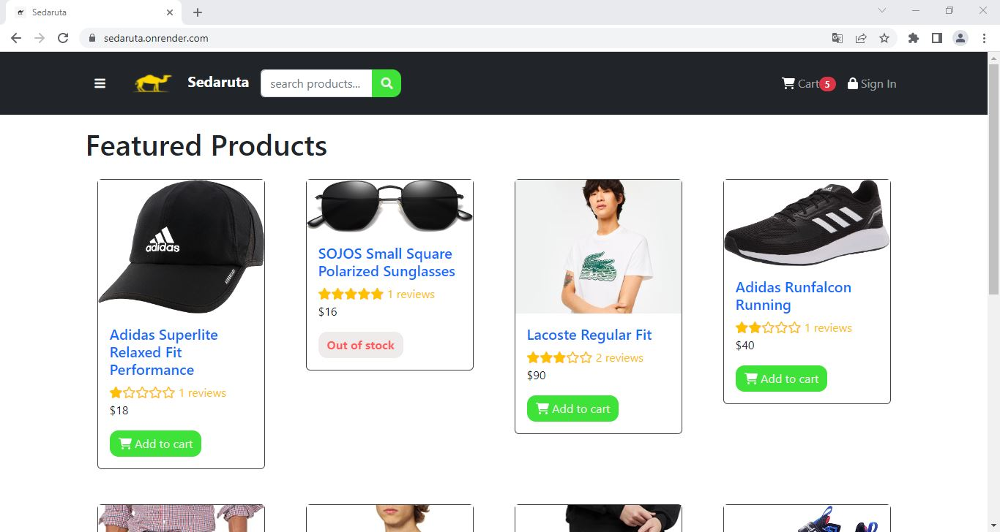 Sedaruta
sedaruta.onrender.com
Sedaruta
search products...
Cart 5
Sign In
Featured Products
adidas
Adidas Superlite
Relaxed Fit
Performance
1 reviews
$18
Add to cart
SOJOS Small Square
Polarized Sunglasses
1 reviews
$16
Out of stock
Lacoste Regular Fit
2 reviews
$90
Add to cart
Adidas Runfalcon
Running
1 reviews
$40
Add to cart